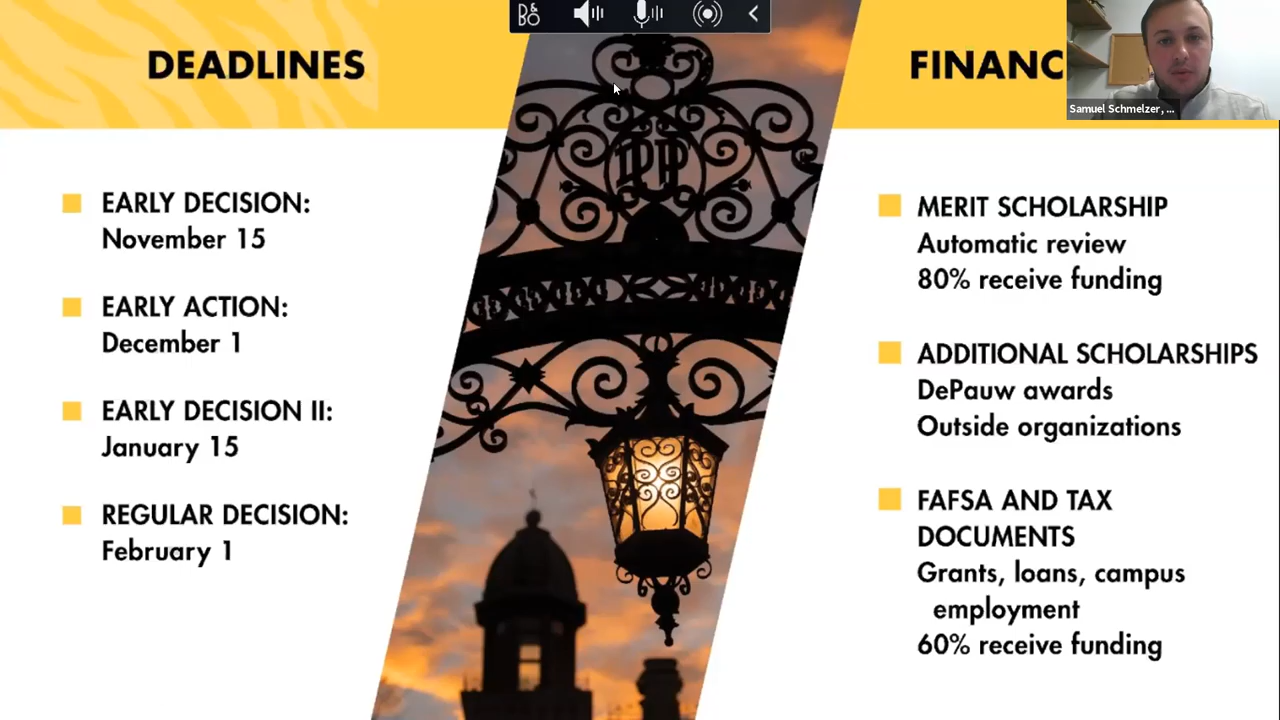 B&O
DEADLINES
FINANC
Samuel Schmelzer, ...
EARLY DECISION:
November 15
EARLY ACTION:
December 1
EARLY DECISION II:
January 15
REGULAR DECISION:
February 1
MERIT SCHOLARSHIP
Automatic review
80% receive funding
ADDITIONAL SCHOLARSHIPS
DePauw awards
Outside organizations
FAFSA AND TAX
DOCUMENTS
Grants, loans, campus
employment
60% receive funding